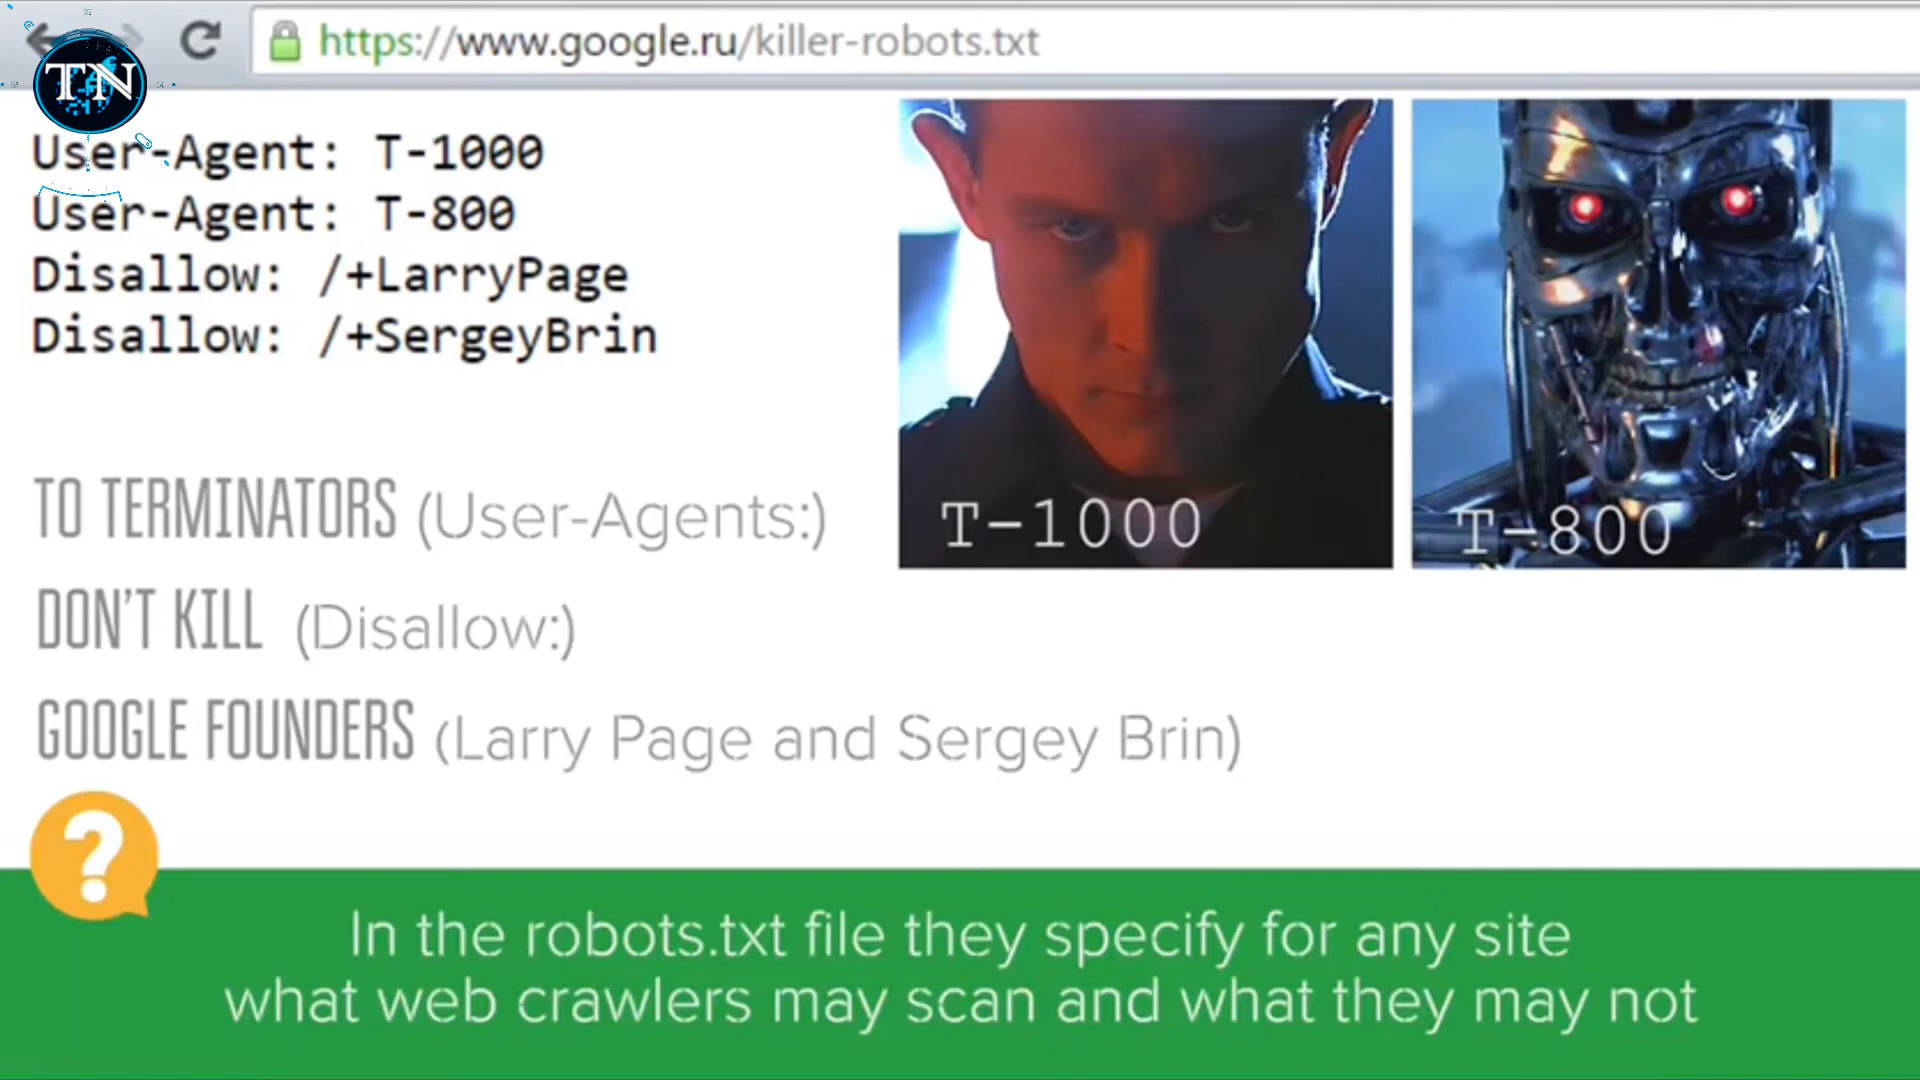 https://www.google.ru/killer-robots.txt
TN
User-Agent: T-1000
User-Agent: T-800
Disallow: /+LarryPage
Disallow: /+SergeyBrin
T-1000
T-800
TO TERMINATORS (User-Agents:)
DON'T KILL (Disallow:)
GOOGLE FOUNDERS (Larry Page and Sergey Brin)
?
In the robots.txt file they specify for any site
what web crawlers may scan and what they may not